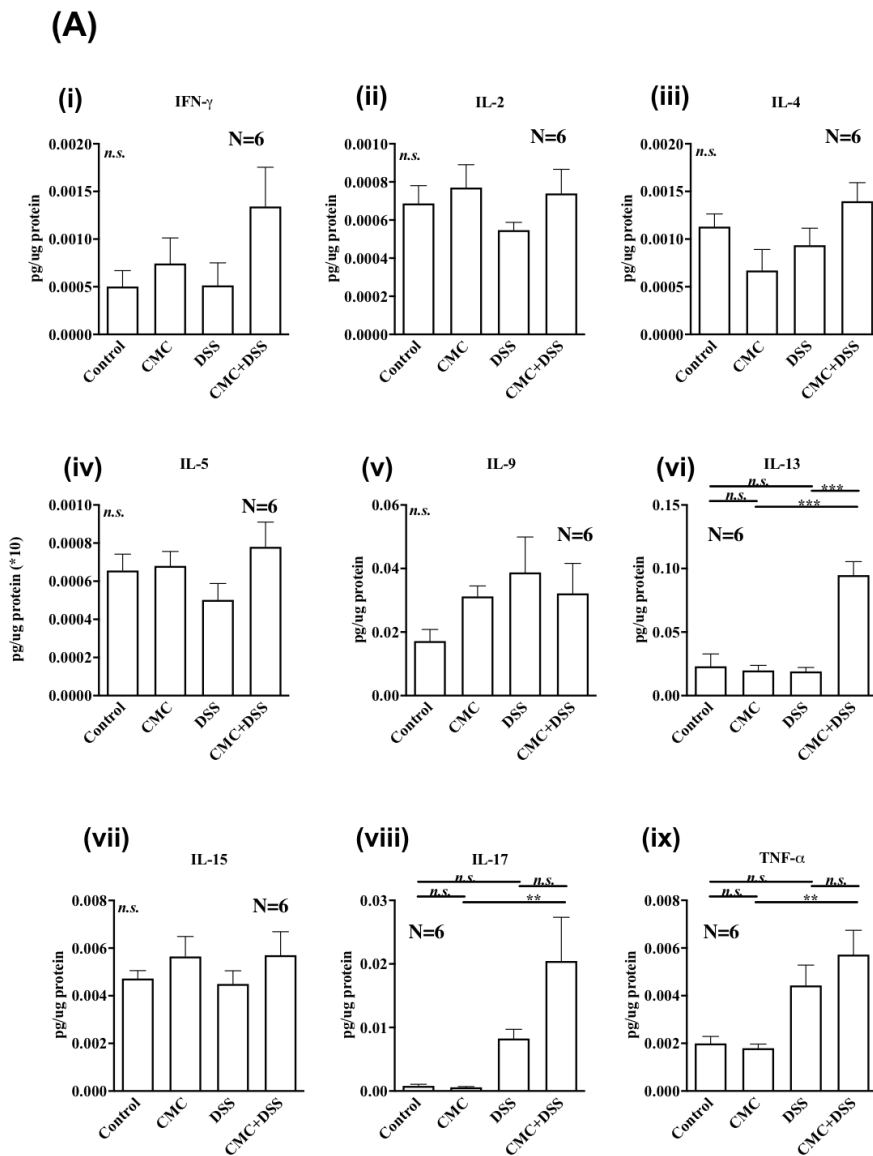 (A)
(i)
IFN-γ
n.s.
N=6
0.0020
0.0015
0.0010
0.0005
0.0000
pg/ug protein
Control
CMC
DSS
CMC+DSS
(ii)
IL-2
n.s.
N=6
0.0010
0.0008
0.0006
0.0004
0.0002
0.0000
pg/ug protein
Control
CMC
DSS
CMC+DSS
(iii)
IL-4
n.s.
N=6
0.0020
0.0015
0.0010
0.0005
0.0000
pg/ug protein
Control
CMC
DSS
CMC+DSS
(iv)
IL-5
n.s.
N=6
0.0010
0.0008
0.0006
0.0004
0.0002
0.0000
pg/ug protein (*10)
Control
CMC
DSS
CMC+DSS
(v)
IL-9
n.s.
N=6
0.06
0.04
0.02
0.00
pg/ug protein
Control
CMC
DSS
CMC+DSS
(vi)
IL-13
n.s.
***
n.s.
***
N=6
0.15
0.10
0.05
0.00
pg/ug protein
Control
CMC
DSS
CMC+DSS
(vii)
IL-15
n.s.
N=6
0.008
0.006
0.004
0.002
0.000
pg/ug protein
Control
CMC
DSS
CMC+DSS
(viii)
IL-17
n.s.
n.s.
n.s.
**
N=6
0.03
0.02
0.01
0.00
pg/ug protein
Control
CMC
DSS
CMC+DSS
(ix)
TNF-α
n.s.
n.s.
n.s.
**
N=6
0.008
0.006
0.004
0.002
0.000
pg/ug protein
Control
CMC
DSS
CMC+DSS